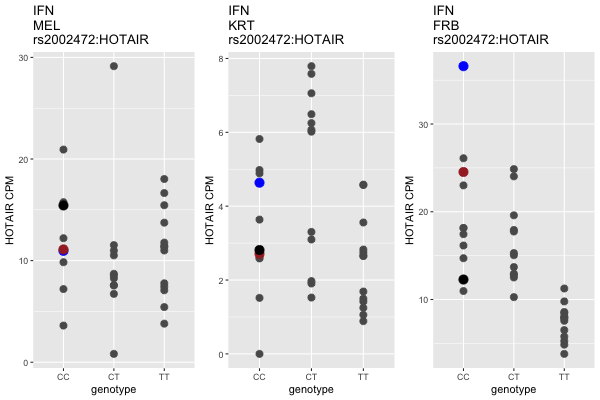 IFN
MEL
rs2002472:HOTAIR
30
20
10
0
HOTAIR CPM
CC
CT
TT
genotype
IFN
KRT
rs2002472:HOTAIR
8
6
4
2
0
HOTAIR CPM
CC
CT
TT
genotype
IFN
FRB
rs2002472:HOTAIR
30
20
10
HOTAIR CPM
CC
CT
TT
genotype